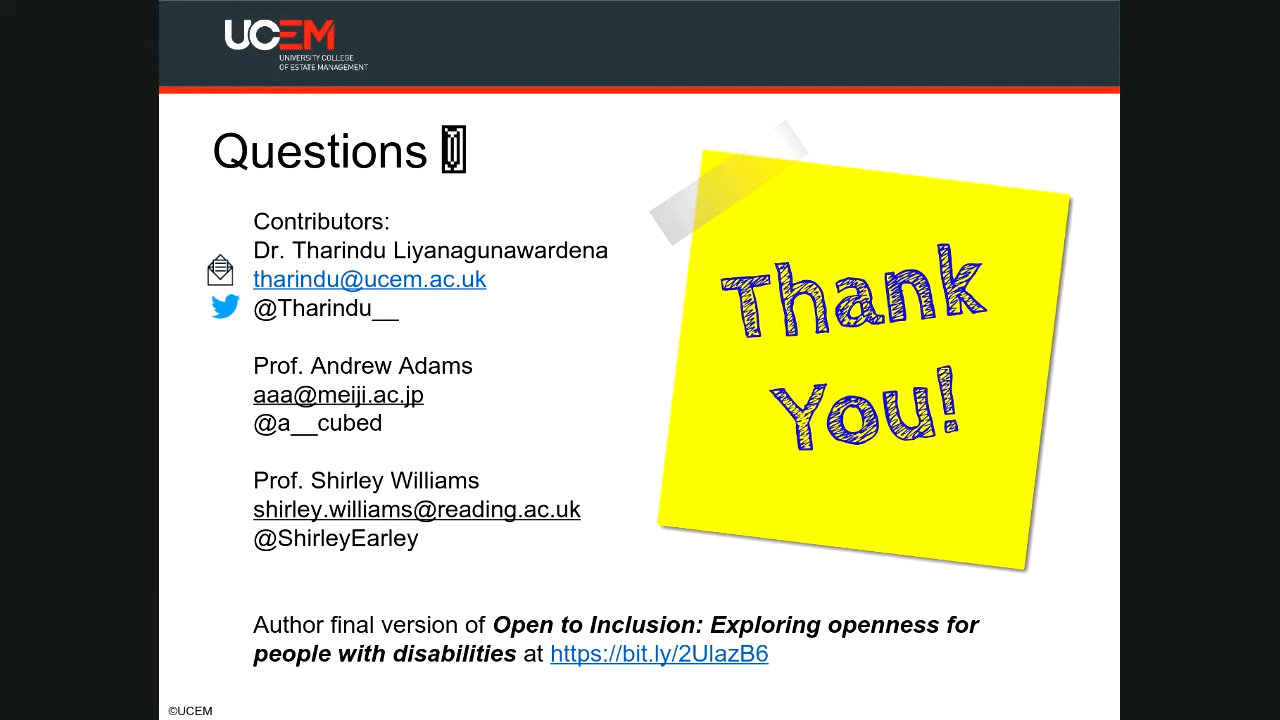 UCEM
UNIVERSITY COLLEGE
OF ESTATE MANAGEMENT
Questions
Contributors:
Dr. Tharindu Liyanagunawardena
tharindu@ucem.ac.uk
@Tharindu__
Prof. Andrew Adams
aaa@meiji.ac.jp
@a__cubed
Prof. Shirley Williams
shirley.williams@reading.ac.uk
@ShirleyEarley
Thank
You!
Author final version of Open to Inclusion: Exploring openness for
people with disabilities at https://bit.ly/2UlazB6
©UCEM